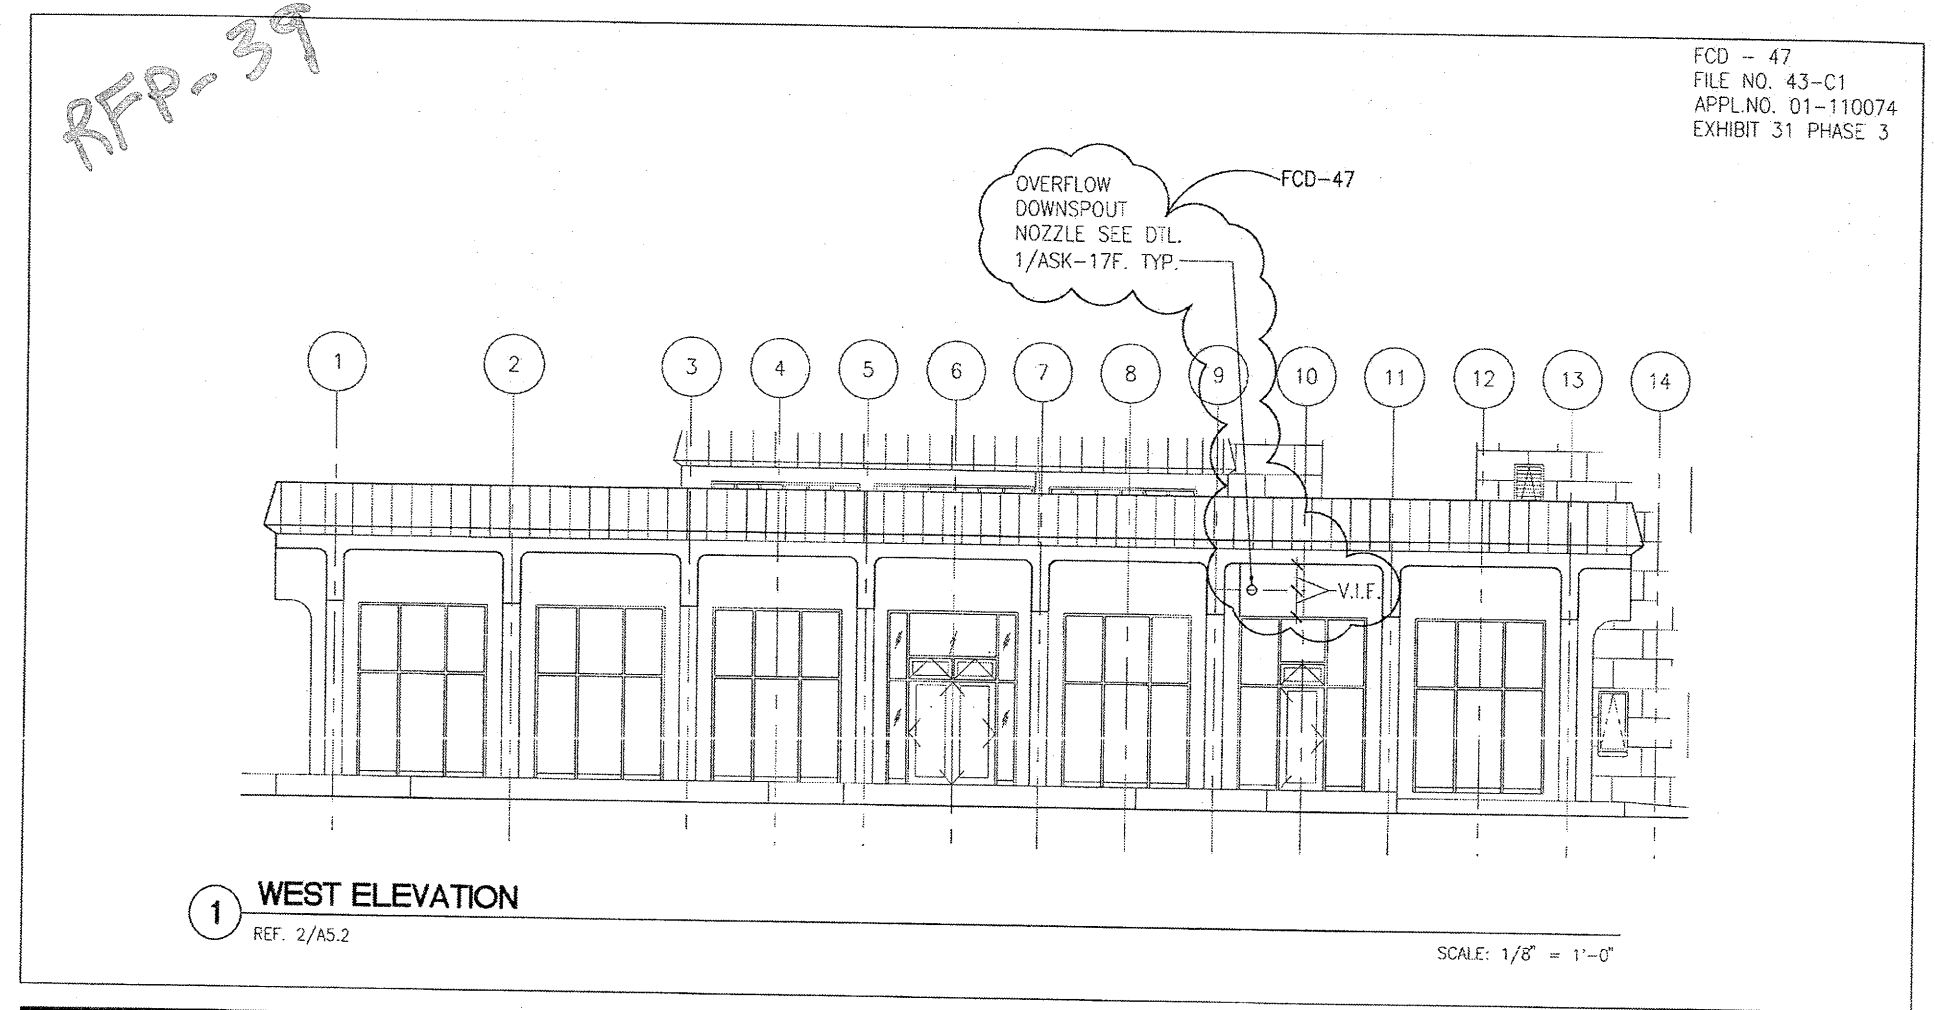 RFP-39
FCD - 47
FILE NO. 43-C1
APPL.NO. 01-110074
EXHIBIT 31 PHASE 3
OVERFLOW
DOWNSPOUT
NOZZLE SEE DTL.
1/ASK-17F. TYP.
FCD-47
1 2 3 4 5 6 7 8 9 10 11 12 13 14
V.I.F.
1 WEST ELEVATION
REF. 2/A5.2
SCALE: 1/8" = 1'-0"